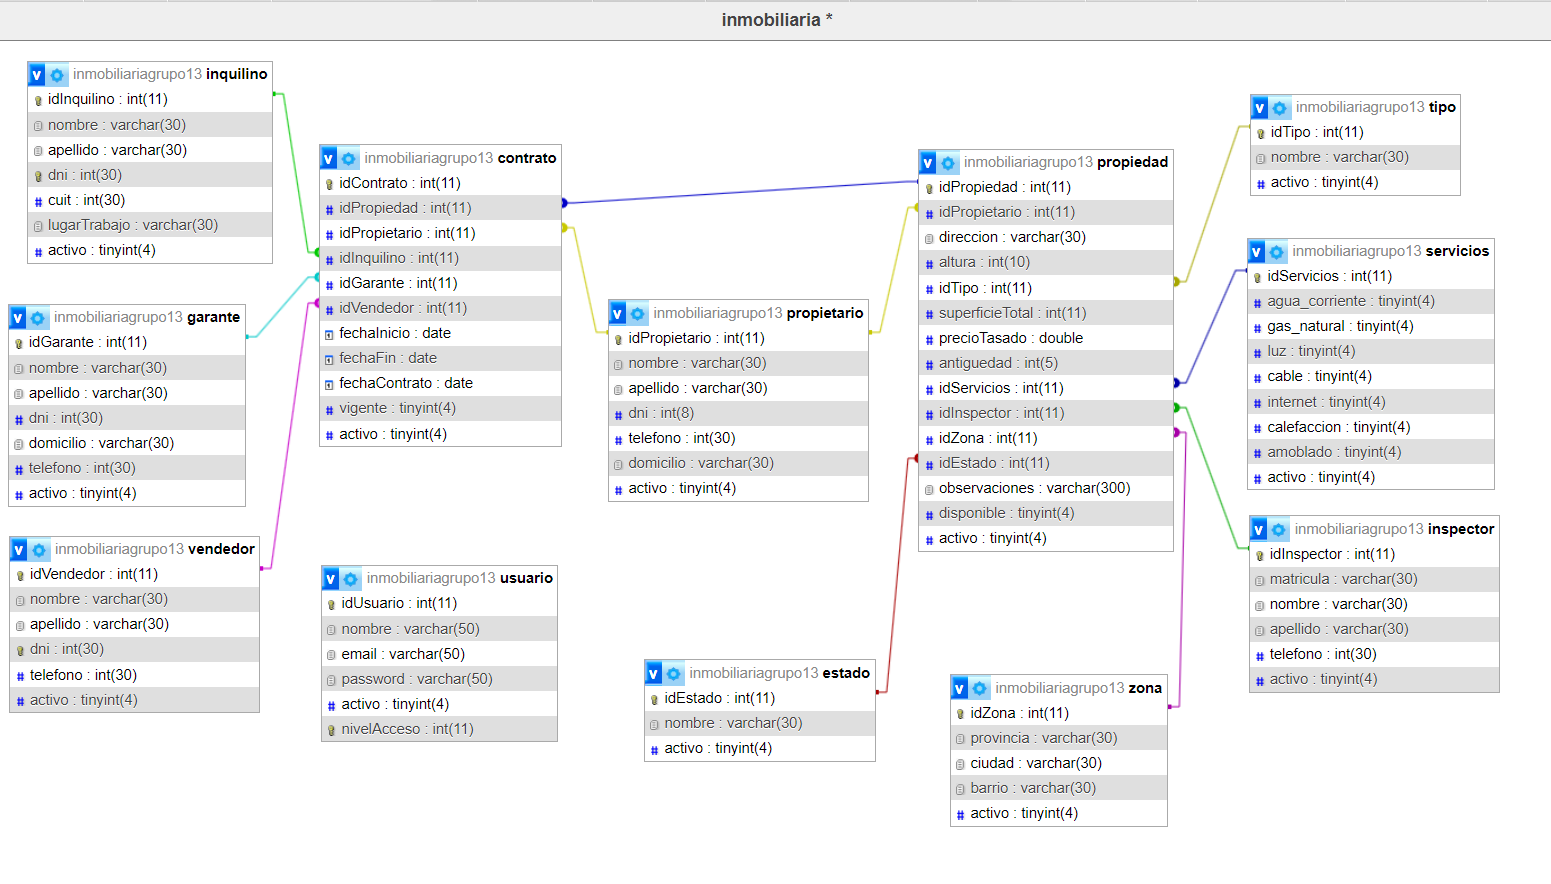 inmobiliaria *
inmobiliariagrupo13 inquilino
idInquilino : int(11)
nombre : varchar(30)
apellido : varchar(30)
dni : int(30)
cuit : int(30)
lugarTrabajo : varchar(30)
activo : tinyint(4)
inmobiliariagrupo13 garante
idGarante : int(11)
nombre : varchar(30)
apellido : varchar(30)
dni : int(30)
domicilio : varchar(30)
telefono : int(30)
activo : tinyint(4)
inmobiliariagrupo13 vendedor
idVendedor : int(11)
nombre : varchar(30)
apellido : varchar(30)
dni : int(30)
telefono : int(30)
activo : tinyint(4)
inmobiliariagrupo13 contrato
idContrato : int(11)
idPropiedad : int(11)
idPropietario : int(11)
idInquilino : int(11)
idGarante : int(11)
idVendedor : int(11)
fechaInicio : date
fechaFin : date
fechaContrato : date
vigente : tinyint(4)
activo : tinyint(4)
inmobiliariagrupo13 usuario
idUsuario : int(11)
nombre : varchar(50)
email : varchar(50)
password : varchar(50)
activo : tinyint(4)
nivelAcceso : int(11)
inmobiliariagrupo13 propietario
idPropietario : int(11)
nombre : varchar(30)
apellido : varchar(30)
dni : int(8)
telefono : int(30)
domicilio : varchar(30)
activo : tinyint(4)
inmobiliariagrupo13 estado
idEstado : int(11)
nombre : varchar(30)
activo : tinyint(4)
inmobiliariagrupo13 propiedad
idPropiedad : int(11)
idPropietario : int(11)
direccion : varchar(30)
altura : int(10)
idTipo : int(11)
superficieTotal : int(11)
precioTasado : double
antiguedad : int(5)
idServicios : int(11)
idInspector : int(11)
idZona : int(11)
idEstado : int(11)
observaciones : varchar(300)
disponible : tinyint(4)
activo : tinyint(4)
inmobiliariagrupo13 zona
idZona : int(11)
provincia : varchar(30)
ciudad : varchar(30)
barrio : varchar(30)
activo : tinyint(4)
inmobiliariagrupo13 tipo
idTipo : int(11)
nombre : varchar(30)
activo : tinyint(4)
inmobiliariagrupo13 servicios
idServicios : int(11)
agua_corriente : tinyint(4)
gas_natural : tinyint(4)
luz : tinyint(4)
cable : tinyint(4)
internet : tinyint(4)
calefaccion : tinyint(4)
amoblado : tinyint(4)
activo : tinyint(4)
inmobiliariagrupo13 inspector
idInspector : int(11)
matricula : varchar(30)
nombre : varchar(30)
apellido : varchar(30)
telefono : int(30)
activo : tinyint(4)